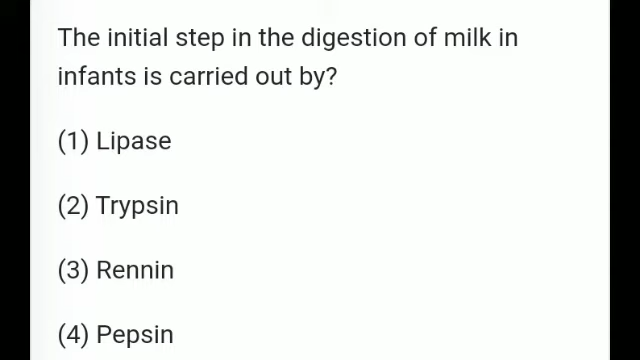 The initial step in the digestion of milk in
infants is carried out by?
(1) Lipase
(2) Trypsin
(3) Rennin
(4) Pepsin